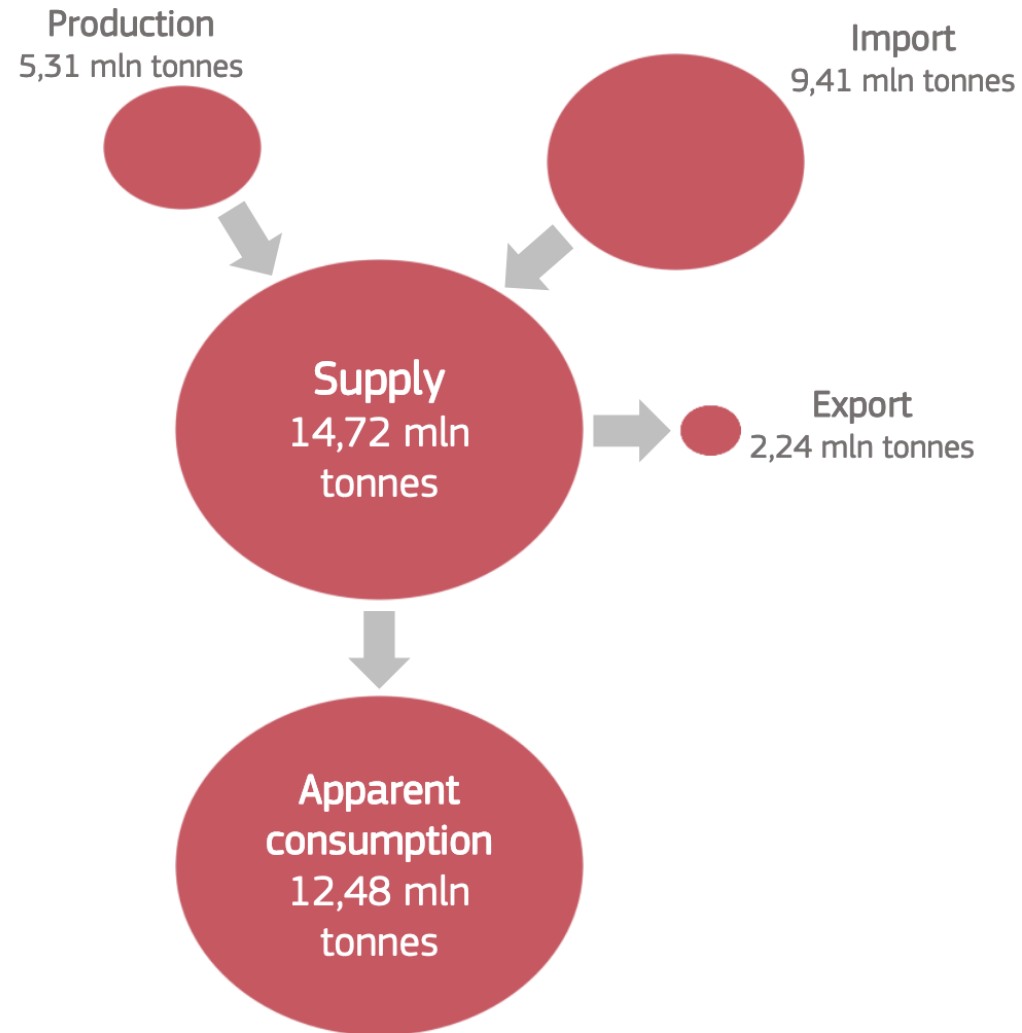 Production
5,31 mln tonnes
Import
9,41 mln tonnes
Supply
14,72 mln
tonnes
Export
2,24 mln tonnes
Apparent
consumption
12,48 mln
tonnes